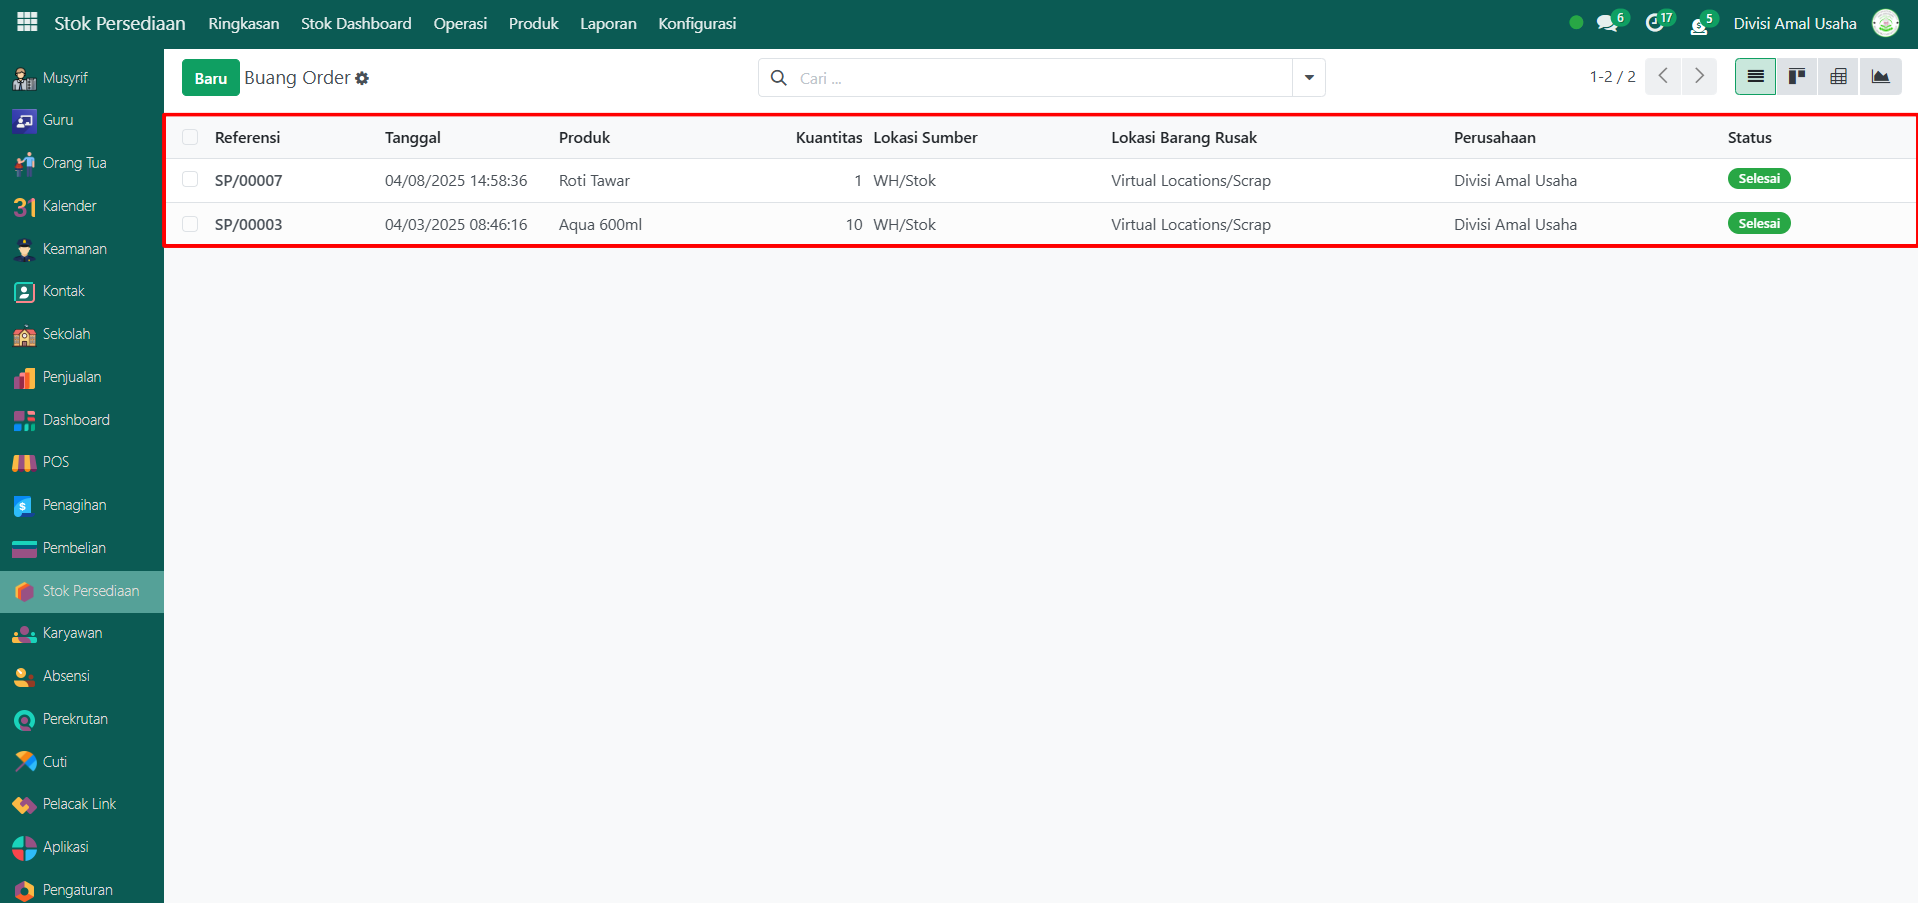 Stok Persediaan Ringkasan Stok Dashboard Operasi Produk Laporan Konfigurasi 6 17 5 Divisi Amal Usaha
Baru Buang Order Cari ... 1-2 / 2
Musyrif
Guru
Orang Tua
31 Kalender
Keamanan
Kontak
Sekolah
Penjualan
Dashboard
POS
Penagihan
Pembelian
Stok Persediaan
Karyawan
Absensi
Perekrutan
Cuti
Pelacak Link
Aplikasi
Pengaturan
Referensi Tanggal Produk Kuantitas Lokasi Sumber Lokasi Barang Rusak Perusahaan Status
SP/00007 04/08/2025 14:58:36 Roti Tawar 1 WH/Stok Virtual Locations/Scrap Divisi Amal Usaha Selesai
SP/00003 04/03/2025 08:46:16 Aqua 600ml 10 WH/Stok Virtual Locations/Scrap Divisi Amal Usaha Selesai